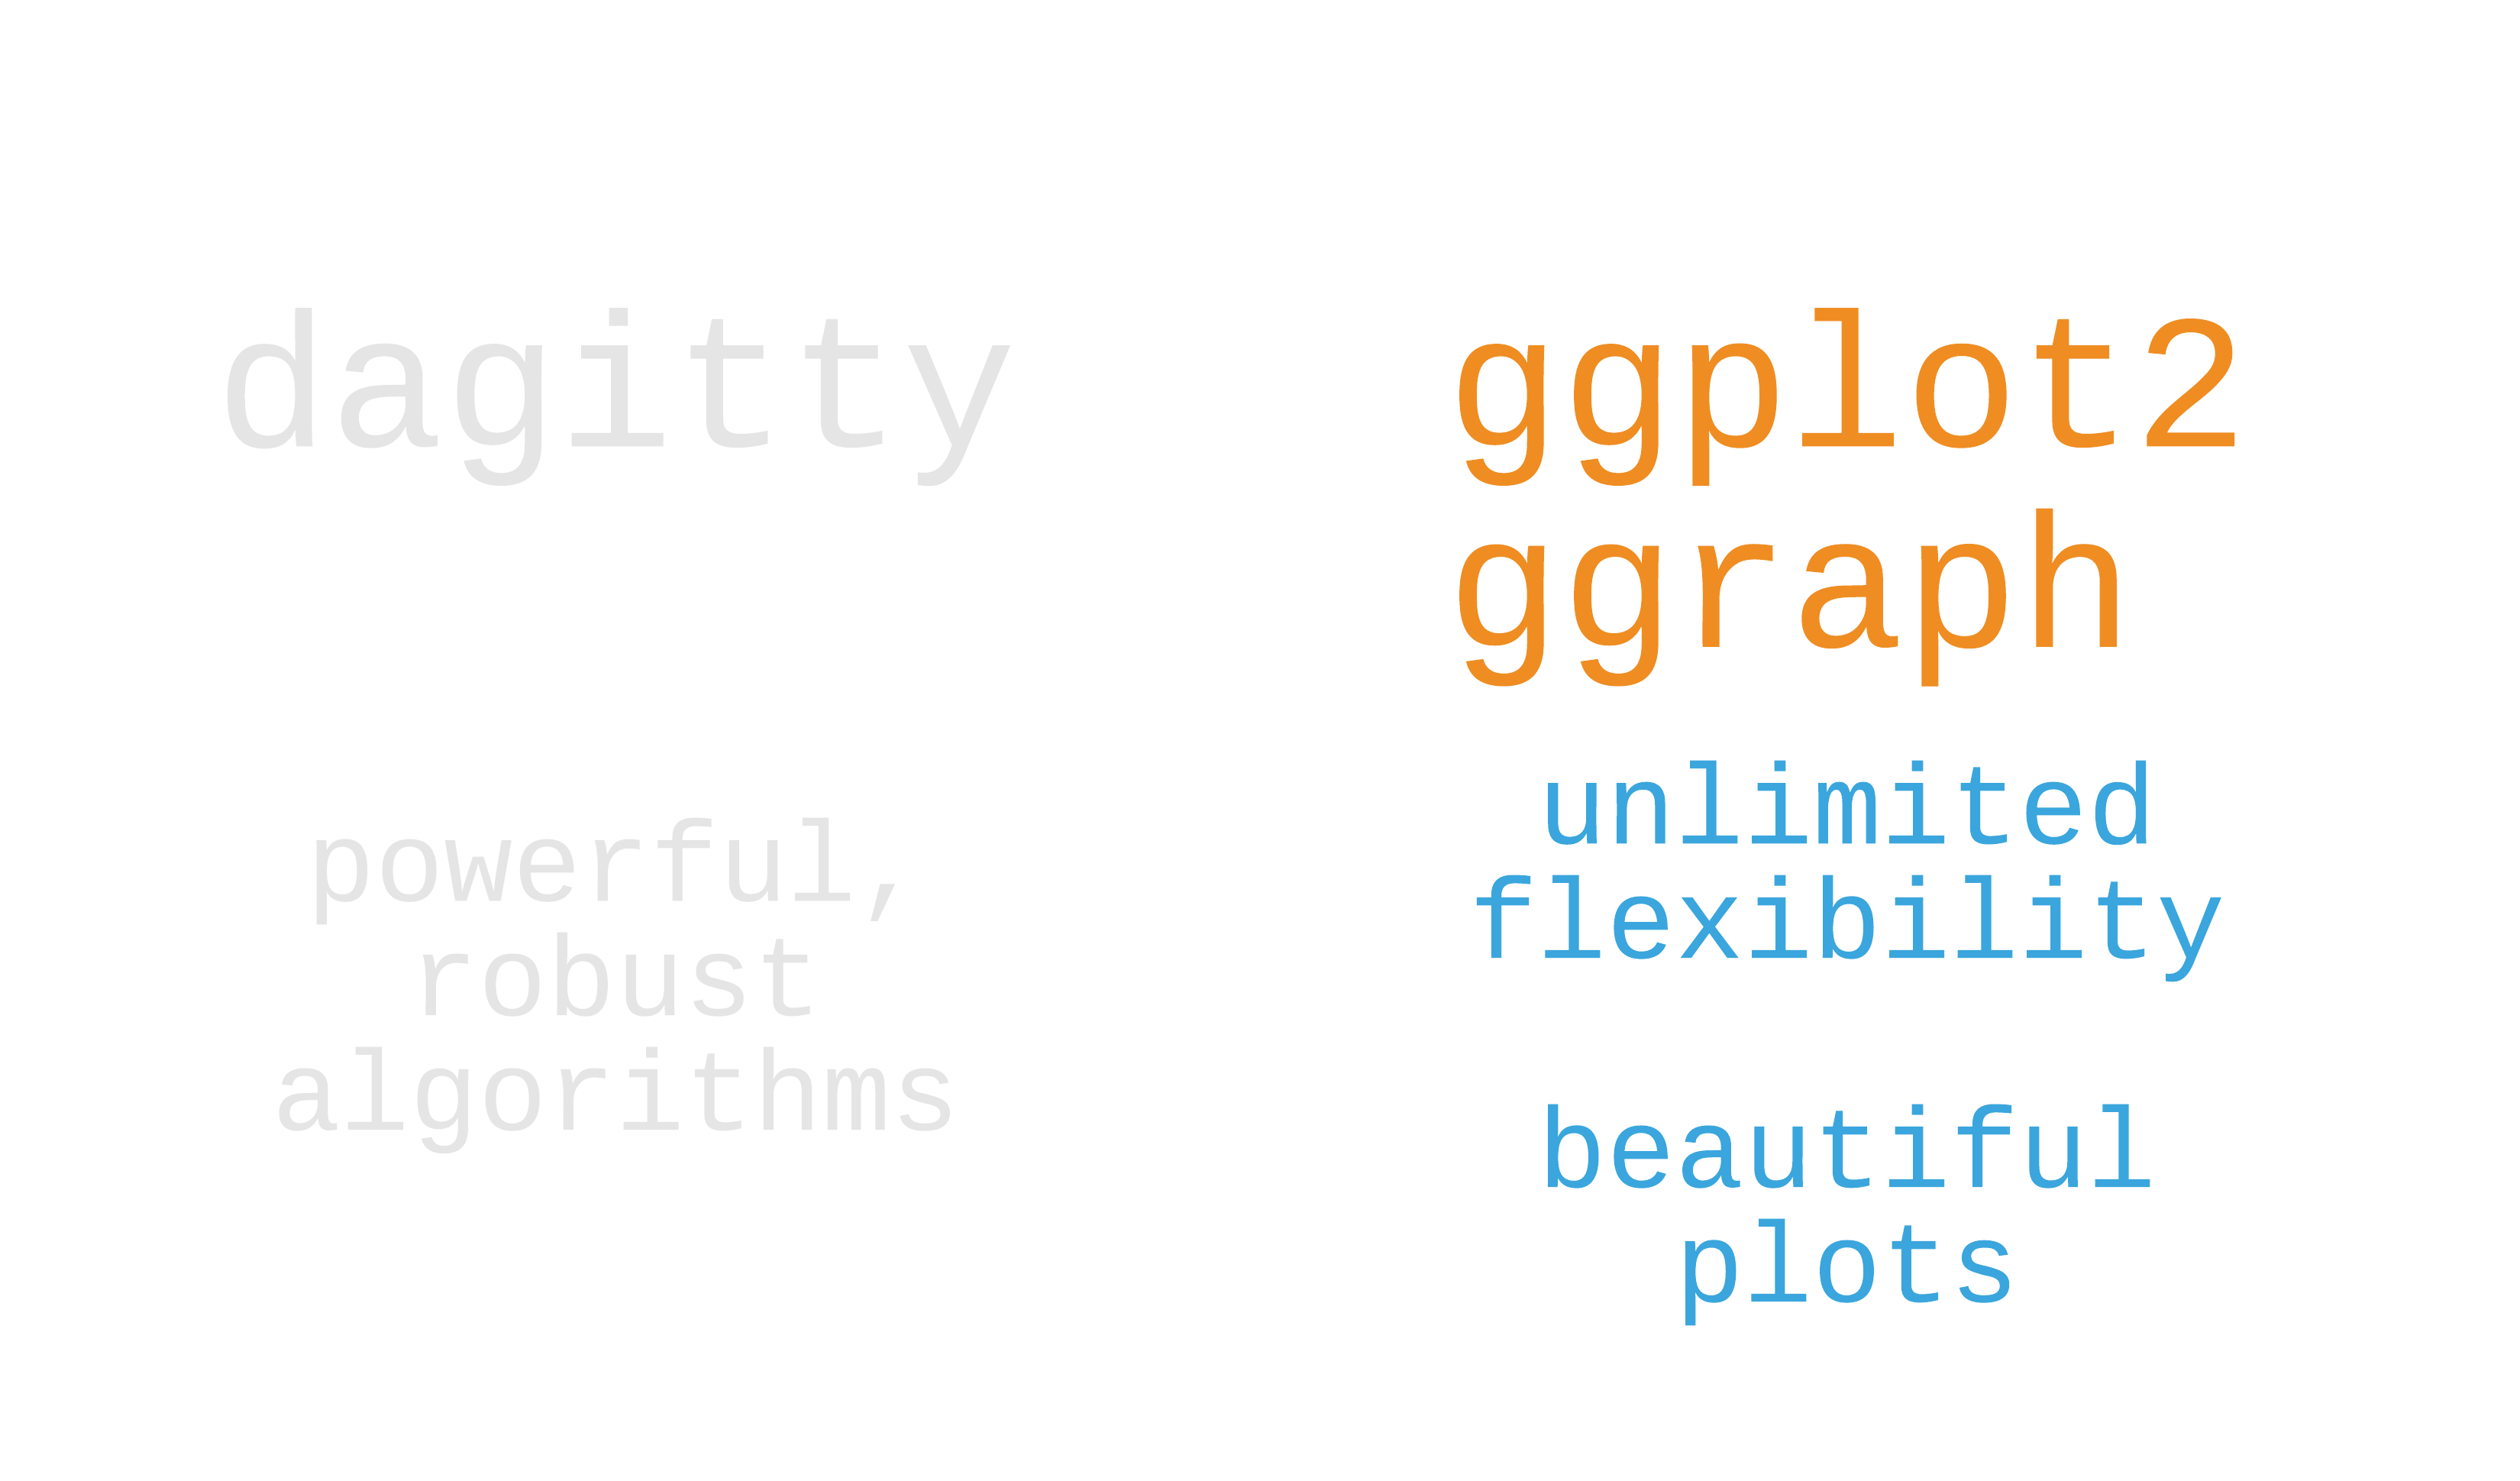 dagitty
powerful,
robust
algorithms
ggplot2
ggraph
unlimited
flexibility
beautiful
plots